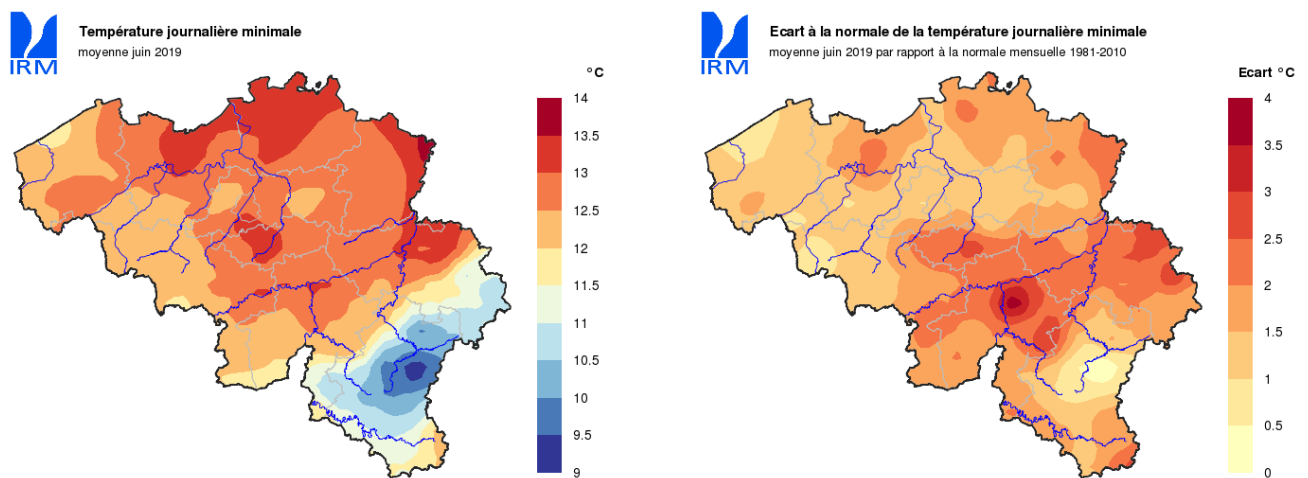 Température journalière minimale
moyenne juin 2019
IRM
°C
14
13.5
13
12.5
12
11.5
11
10.5
10
9.5
9
Ecart à la normale de la température journalière minimale
moyenne juin 2019 par rapport à la normale mensuelle 1981-2010
IRM
Ecart °C
4
3.5
3
2.5
2
1.5
1
0.5
0